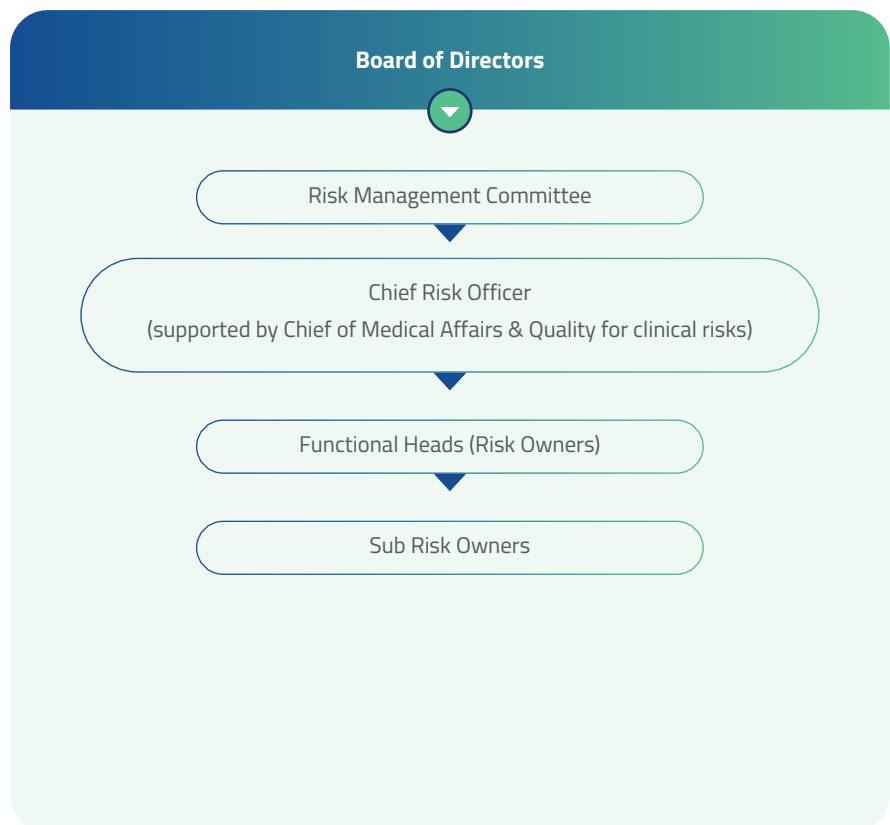 Board of Directors
Risk Management Committee
Chief Risk Officer
(supported by Chief of Medical Affairs & Quality for clinical risks)
Functional Heads (Risk Owners)
Sub Risk Owners